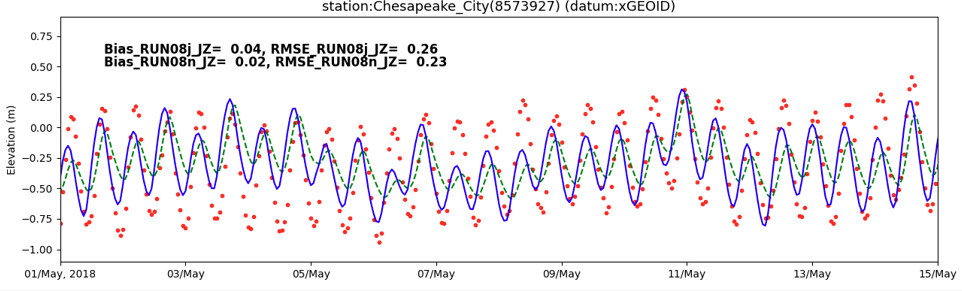 station:Chesapeake_City(8573927) (datum:xGEOID)
Bias_RUN08j_JZ= 0.04, RMSE_RUN08j_JZ= 0.26
Bias_RUN08n_JZ= 0.02, RMSE_RUN08n_JZ= 0.23
Elevation (m)
0.75
0.50
0.25
0.00
−0.25
−0.50
−0.75
−1.00
01/May, 2018 03/May 05/May 07/May 09/May 11/May 13/May 15/May